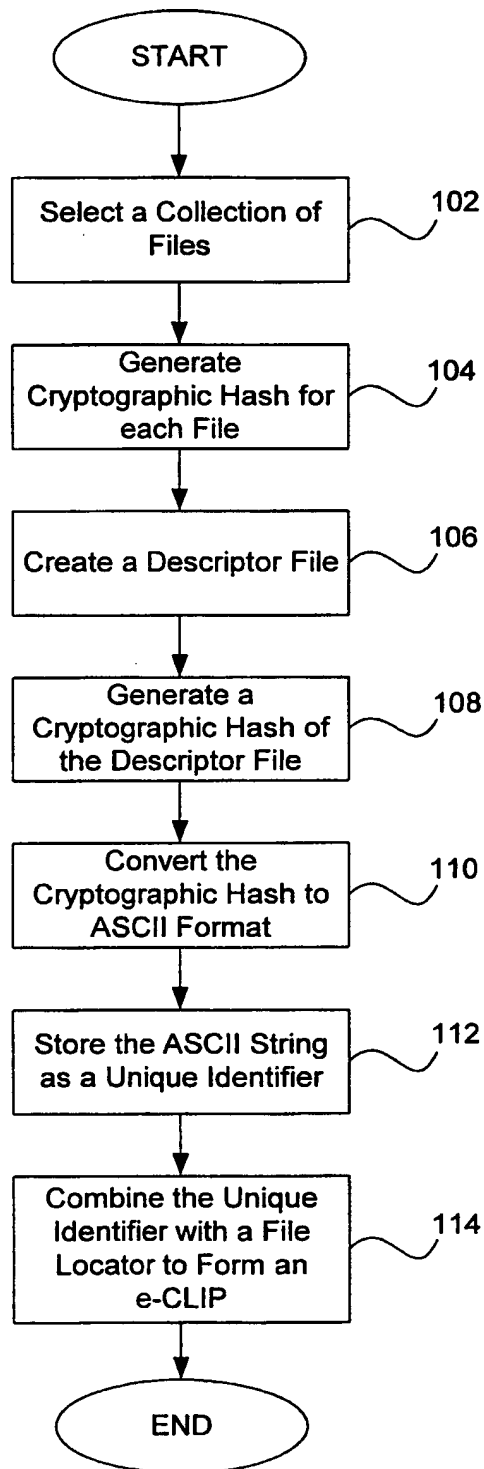 START
Select a Collection of
Files
102
Generate
Cryptographic Hash for
each File
104
Create a Descriptor File
106
Generate a
Cryptographic Hash of
the Descriptor File
108
Convert the
Cryptographic Hash to
ASCII Format
110
Store the ASCII String
as a Unique Identifier
112
Combine the Unique
Identifier with a File
Locator to Form an
e-CLIP
114
END